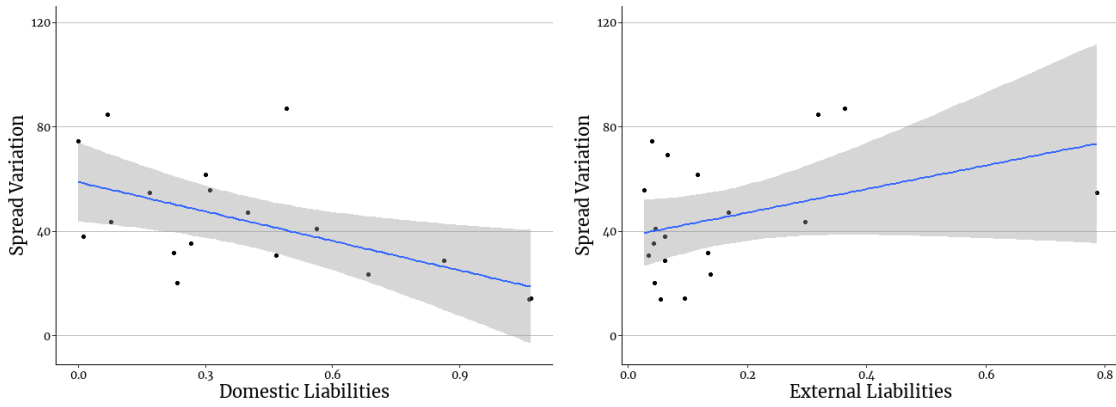 120
80
40
0
Spread Variation
0.0 0.3 0.6 0.9
Domestic Liabilities
120
80
40
0
Spread Variation
0.0 0.2 0.4 0.6 0.8
External Liabilities